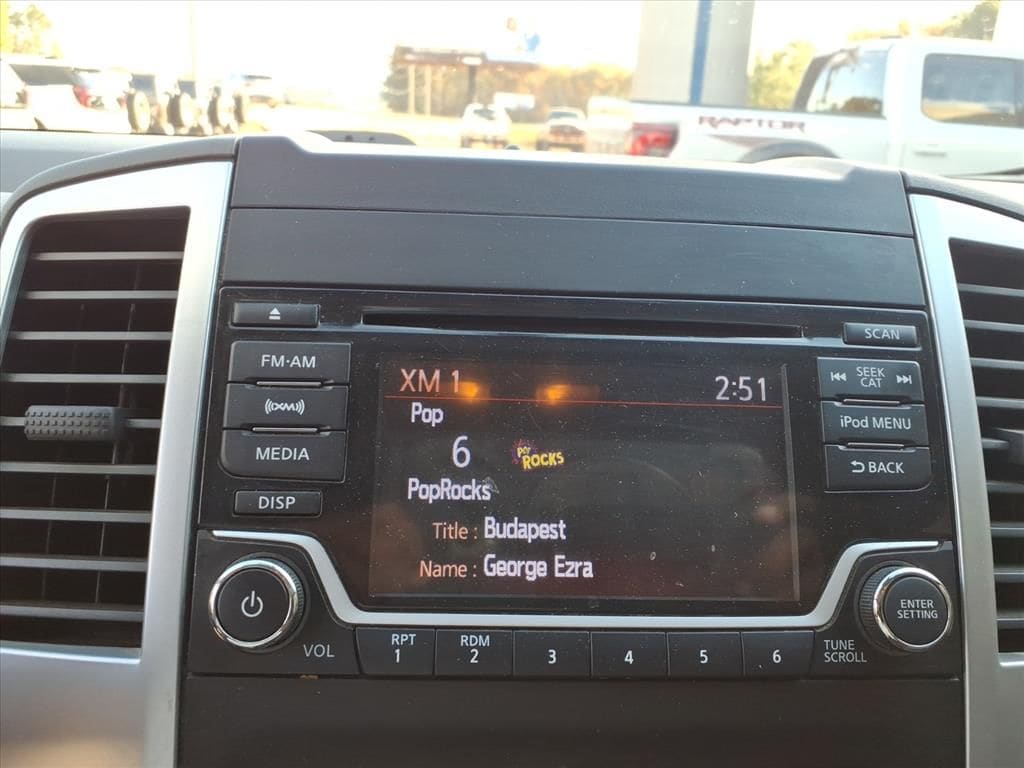 RAPTOR
SCAN
FM·AM
((XM))
MEDIA
DISP
XM 1
2:51
Pop
6
POP ROCKS
PopRocks
Title : Budapest
Name : George Ezra
SEEK
CAT
iPod MENU
BACK
VOL
RPT
1
RDM
2
3
4
5
6
TUNE
SCROLL
ENTER
SETTING